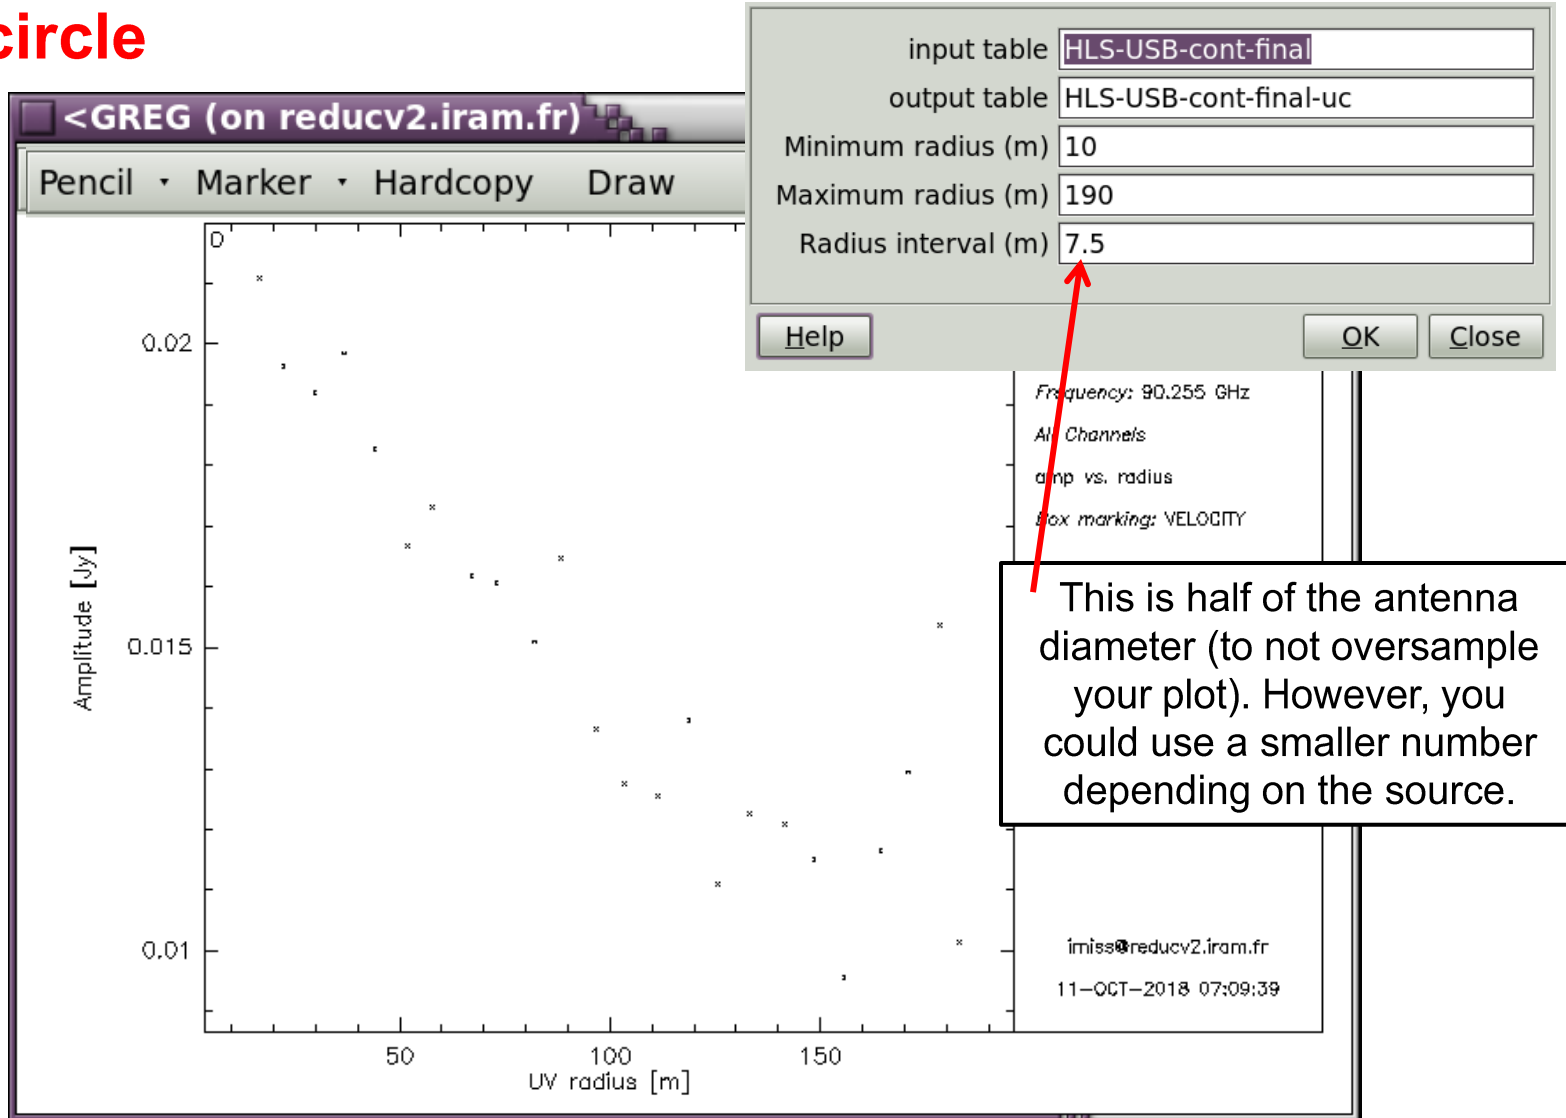 circle
input table HLS-USB-cont-final
output table HLS-USB-cont-final-uc
Minimum radius (m) 10
Maximum radius (m) 190
Radius interval (m) 7.5
Help OK Close
<GREG (on reducv2.iram.fr)
Pencil Marker Hardcopy Draw
D
0.02
0.015
0.01
Amplitude [Jy]
50 100 150
UV radius [m]
Frequency: 90.255 GHz
All Channels
amp vs. radius
Box marking: VELOCITY
This is half of the antenna
diameter (to not oversample
your plot). However, you
could use a smaller number
depending on the source.
imiss@reducv2.iram.fr
11-OCT-2018 07:09:39